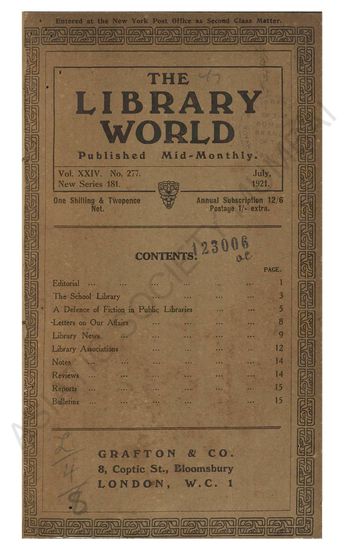 Entered at the New York Post Office as Second Class Matter.
THE
LIBRARY
WORLD
Published Mid-Monthly.
Vol. XXIV. No. 277.
New Series 181.
July,
1921.
One Shilling & Twopence
Net.
Annual Subscription 12/6
Postage 1/- extra.
123006
CONTENTS.
PAGE.
Editorial ... ... ... ... ... ... 1
The School Library ... ... ... ... 3
A Defence of Fiction in Public Libraries ... ... 5
Letters on Our Affairs ... ... ... ... 8
Library News ... ... ... ... ... 9
Library Associations ... ... ... ... 12
Notes ... ... ... ... ... ... 14
Reviews ... ... ... ... ... ... 14
Reports ... ... ... ... ... ... 15
Bulletins ... ... ... ... ... ... 15
GRAFTON & CO.
8, Coptic St., Bloomsbury
LONDON, W.C. 1